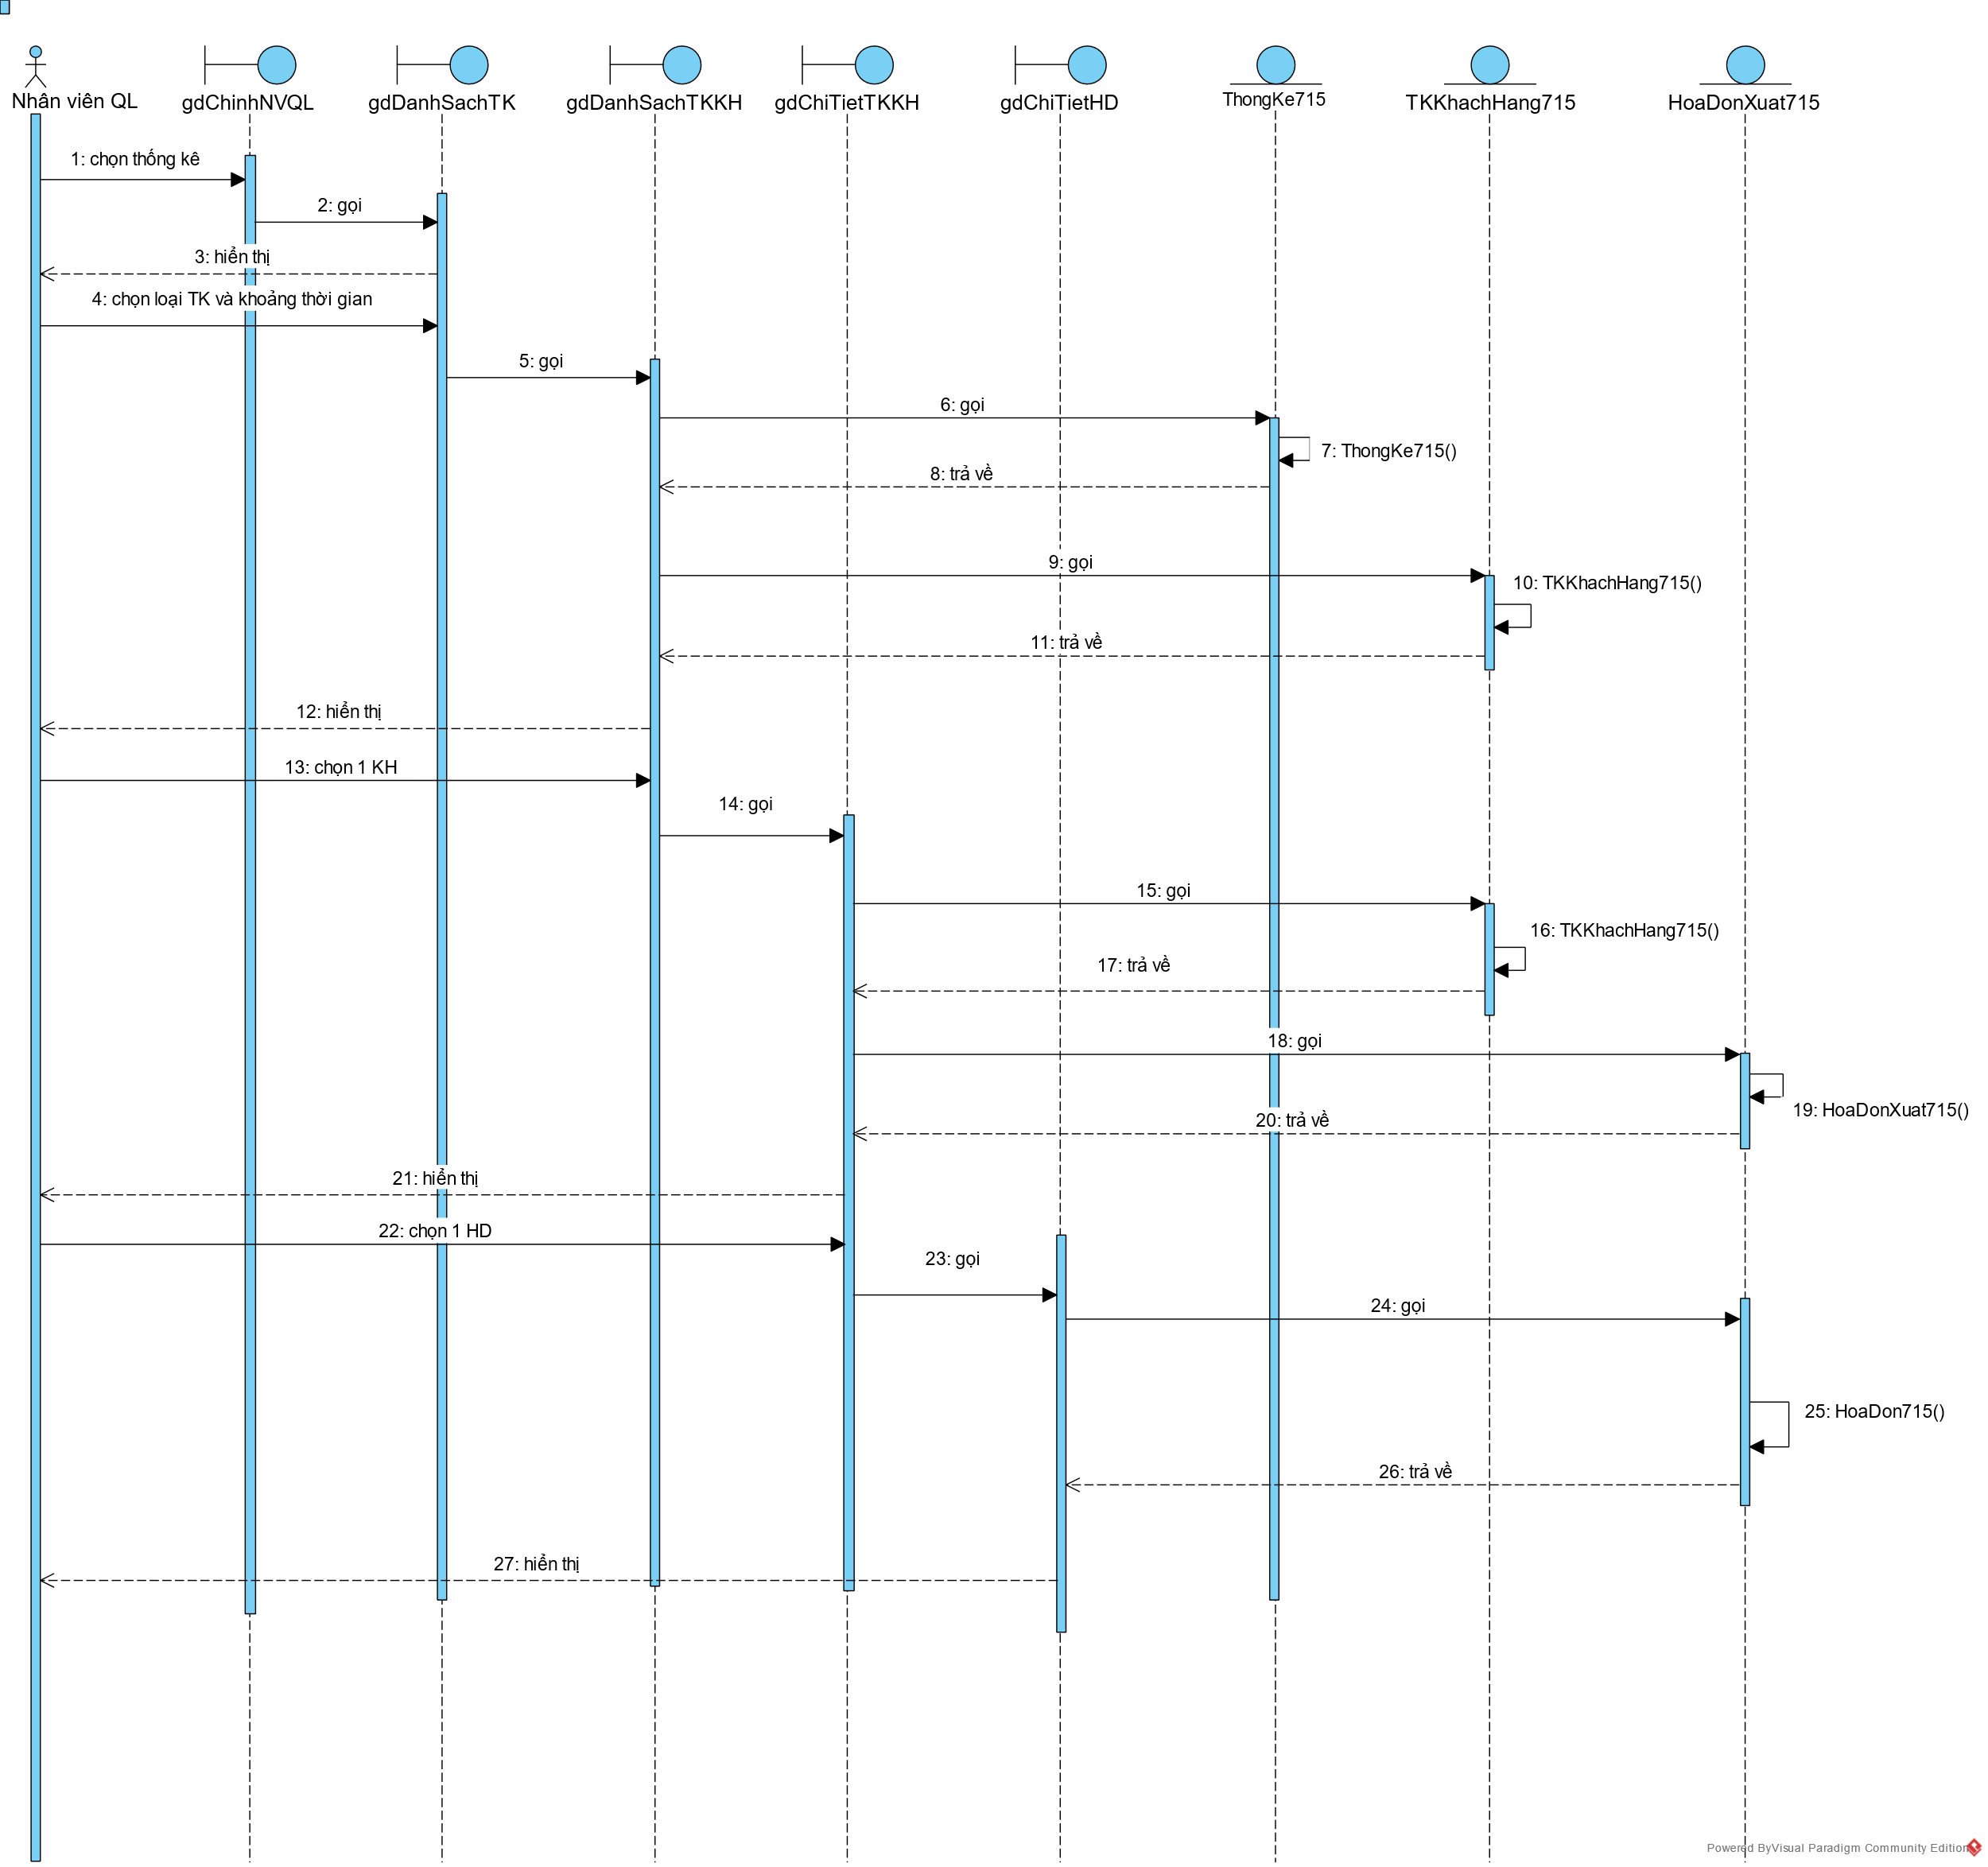 Nhân viên QL
gdChinhNVQL
gdDanhSachTK
gdDanhSachTKKH
gdChiTietTKKH
gdChiTietHD
ThongKe715
TKKhachHang715
HoaDonXuat715
1: chọn thống kê
2: gọi
3: hiển thị
4: chọn loại TK và khoảng thời gian
5: gọi
6: gọi
7: ThongKe715()
8: trả về
9: gọi
10: TKKhachHang715()
11: trả về
12: hiển thị
13: chọn 1 KH
14: gọi
15: gọi
16: TKKhachHang715()
17: trả về
18: gọi
19: HoaDonXuat715()
20: trả về
21: hiển thị
22: chọn 1 HD
23: gọi
24: gọi
25: HoaDon715()
26: trả về
27: hiển thị
Powered ByVisual Paradigm Community Edition